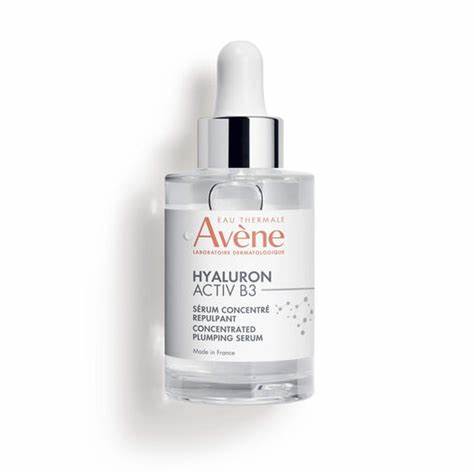 EAU THERMALE
Avène
LABORATOIRE DERMATOLOGIQUE
HYALURON
ACTIV B3
SÉRUM CONCENTRÉ
REPULPANT
CONCENTRATED
PLUMPING SERUM
Made in France